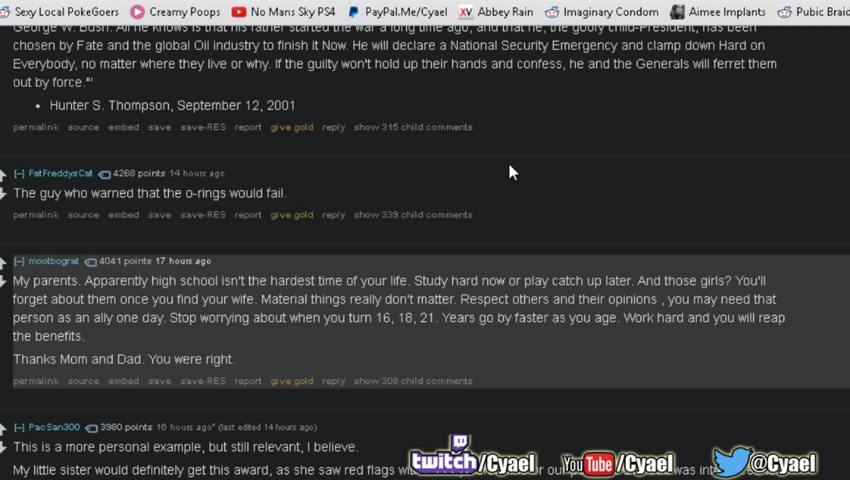 Sexy Local PokeGoers Creamy Poops No Mans Sky PS4 PayPal.Me/Cyael XV Abbey Rain Imaginary Condom Aimee Implants Pubic Braid
George W. Bush. All he knows is that his father started the war a long time ago, and that he, the goofy child-President, has been
chosen by Fate and the global Oil industry to finish it Now. He will declare a National Security Emergency and clamp down Hard on
Everybody, no matter where they live or why. If the guilty won't hold up their hands and confess, he and the Generals will ferret them
out by force."'
• Hunter S. Thompson, September 12, 2001
permalink source embed save save-RES report give gold reply show 315 child comments
[–] FatFreddysCat 4268 points 14 hours ago
The guy who warned that the o-rings would fail.
permalink source embed save save-RES report give gold reply show 339 child comments
[–] mootbograt 4041 points 17 hours ago
My parents. Apparently high school isn't the hardest time of your life. Study hard now or play catch up later. And those girls? You'll
forget about them once you find your wife. Material things really don't matter. Respect others and their opinions , you may need that
person as an ally one day. Stop worrying about when you turn 16, 18, 21. Years go by faster as you age. Work hard and you will reap
the benefits.
Thanks Mom and Dad. You were right.
permalink source embed save save-RES report give gold reply show 308 child comments
[–] PacSan300 3980 points 16 hours ago* (last edited 14 hours ago)
This is a more personal example, but still relevant, I believe.
My little sister would definitely get this award, as she saw red flags
twitch/Cyael YouTube/Cyael @Cyael